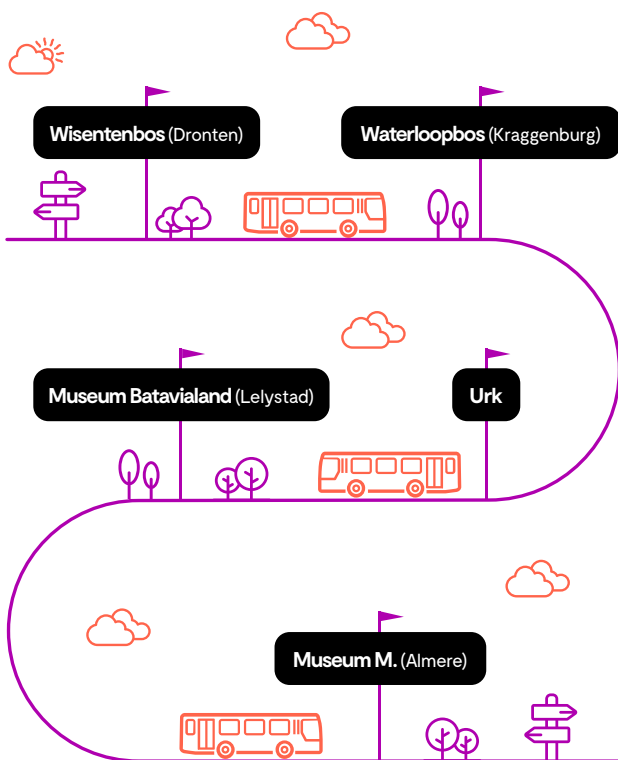 Wisentenbos (Dronten)
Waterloopbos (Kraggenburg)
Museum Batavialand (Lelystad)
Urk
Museum M. (Almere)